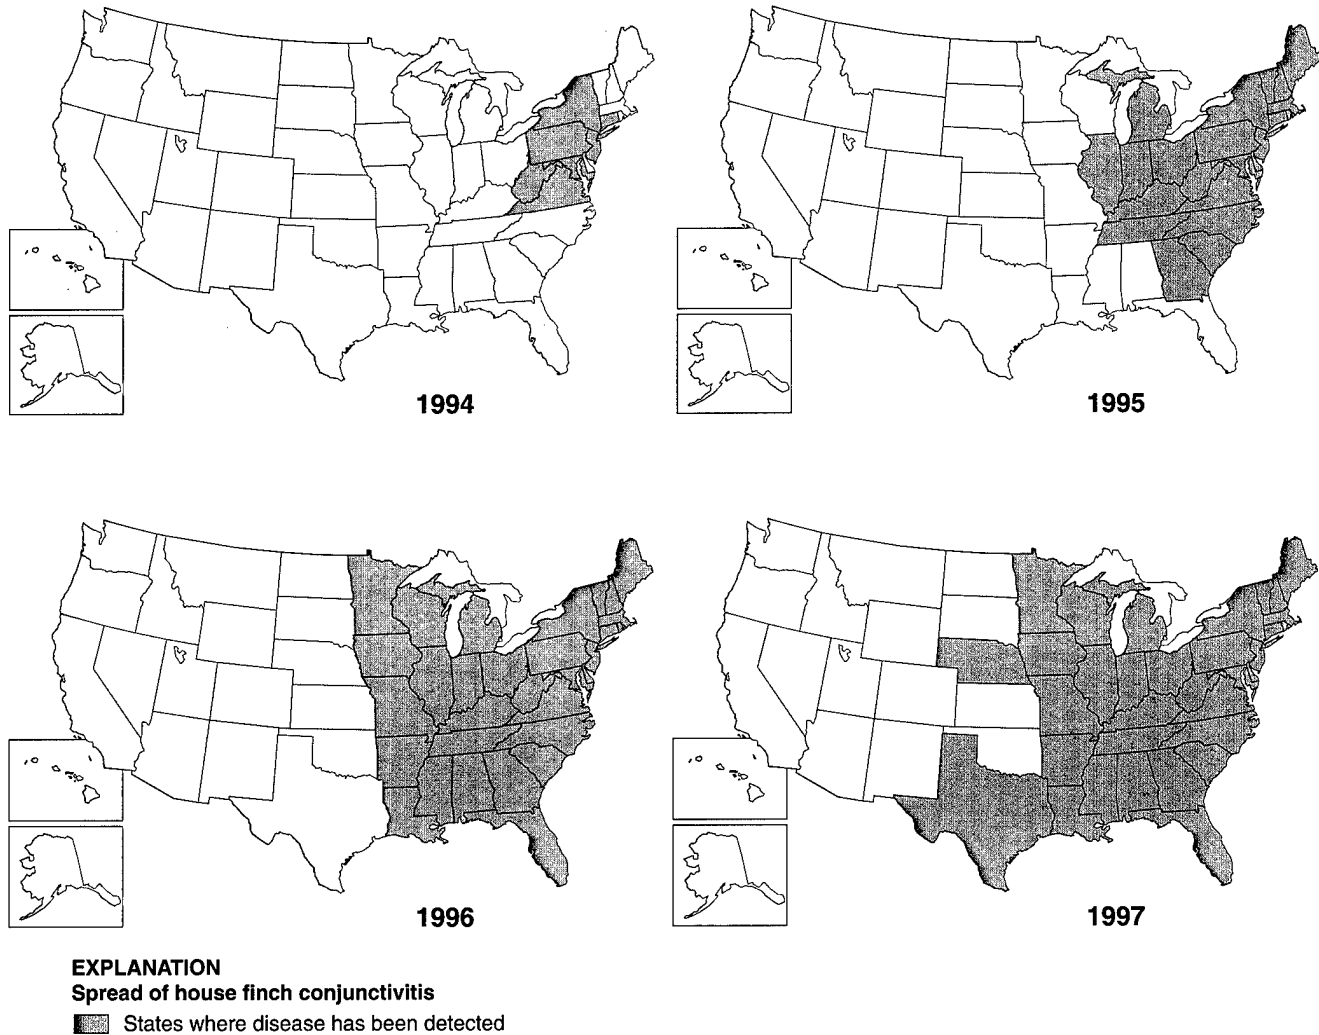 1994
1995
1996
1997
EXPLANATION
Spread of house finch conjunctivitis
States where disease has been detected